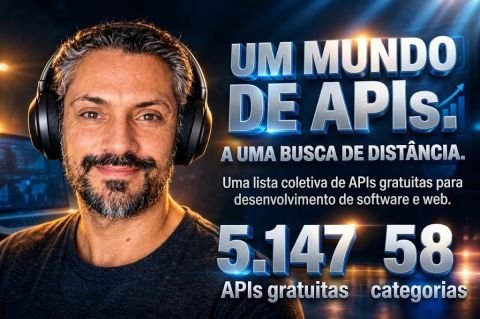 UM MUNDO
DE APIs.
A UMA BUSCA DE DISTÂNCIA.
Uma lista coletiva de APIs gratuitas para
desenvolvimento de software e web.
5.147 58
APIs gratuitas categorias